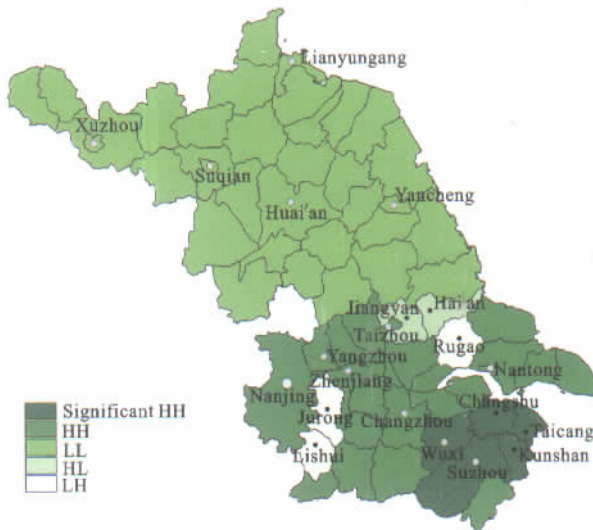 Lianyungang
Xuzhou
Suqian
Huai'an
Yancheng
Jiangyan
Hai'an
Taizhou
Rugao
Yangzhou
Zhenjiang
Nantong
Nanjing
Jurong
Changzhou
Changshu
Taicang
Lishui
Wuxi
Kunshan
Suzhou
Significant HH
HH
LL
HL
LH